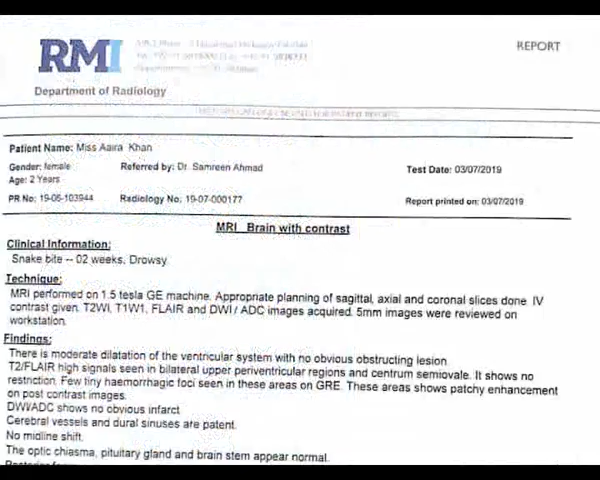 RMI
REPORT
Department of Radiology
Patient Name: Miss Aaira Khan
Gender: female
Referred by: Dr. Samreen Ahmad
Test Date: 03/07/2019
Age: 2 Years
PR.No: 19-06-103944
Radiology No. 19-07-000177
Report printed on: 03/07/2019
MRI Brain with contrast
Clinical Information:
Snake bite -- 02 weeks, Drowsy.
Technique:
MRI performed on 1.5 tesla GE machine. Appropriate planning of sagittal, axial and coronal slices done. IV
contrast given. T2WI, T1W1, FLAIR and DWI / ADC images acquired. 5mm images were reviewed on
workstation.
Findings:
There is moderate dilatation of the ventricular system with no obvious obstructing lesion.
T2/FLAIR high signals seen in bilateral upper periventricular regions and centrum semiovale. It shows no
restriction. Few tiny haemorrhagic foci seen in these areas on GRE. These areas shows patchy enhancement
on post contrast images.
DWI/ADC shows no obvious infarct
Cerebral vessels and dural sinuses are patent.
No midline shift.
The optic chiasma, pituitary gland and brain stem appear normal.